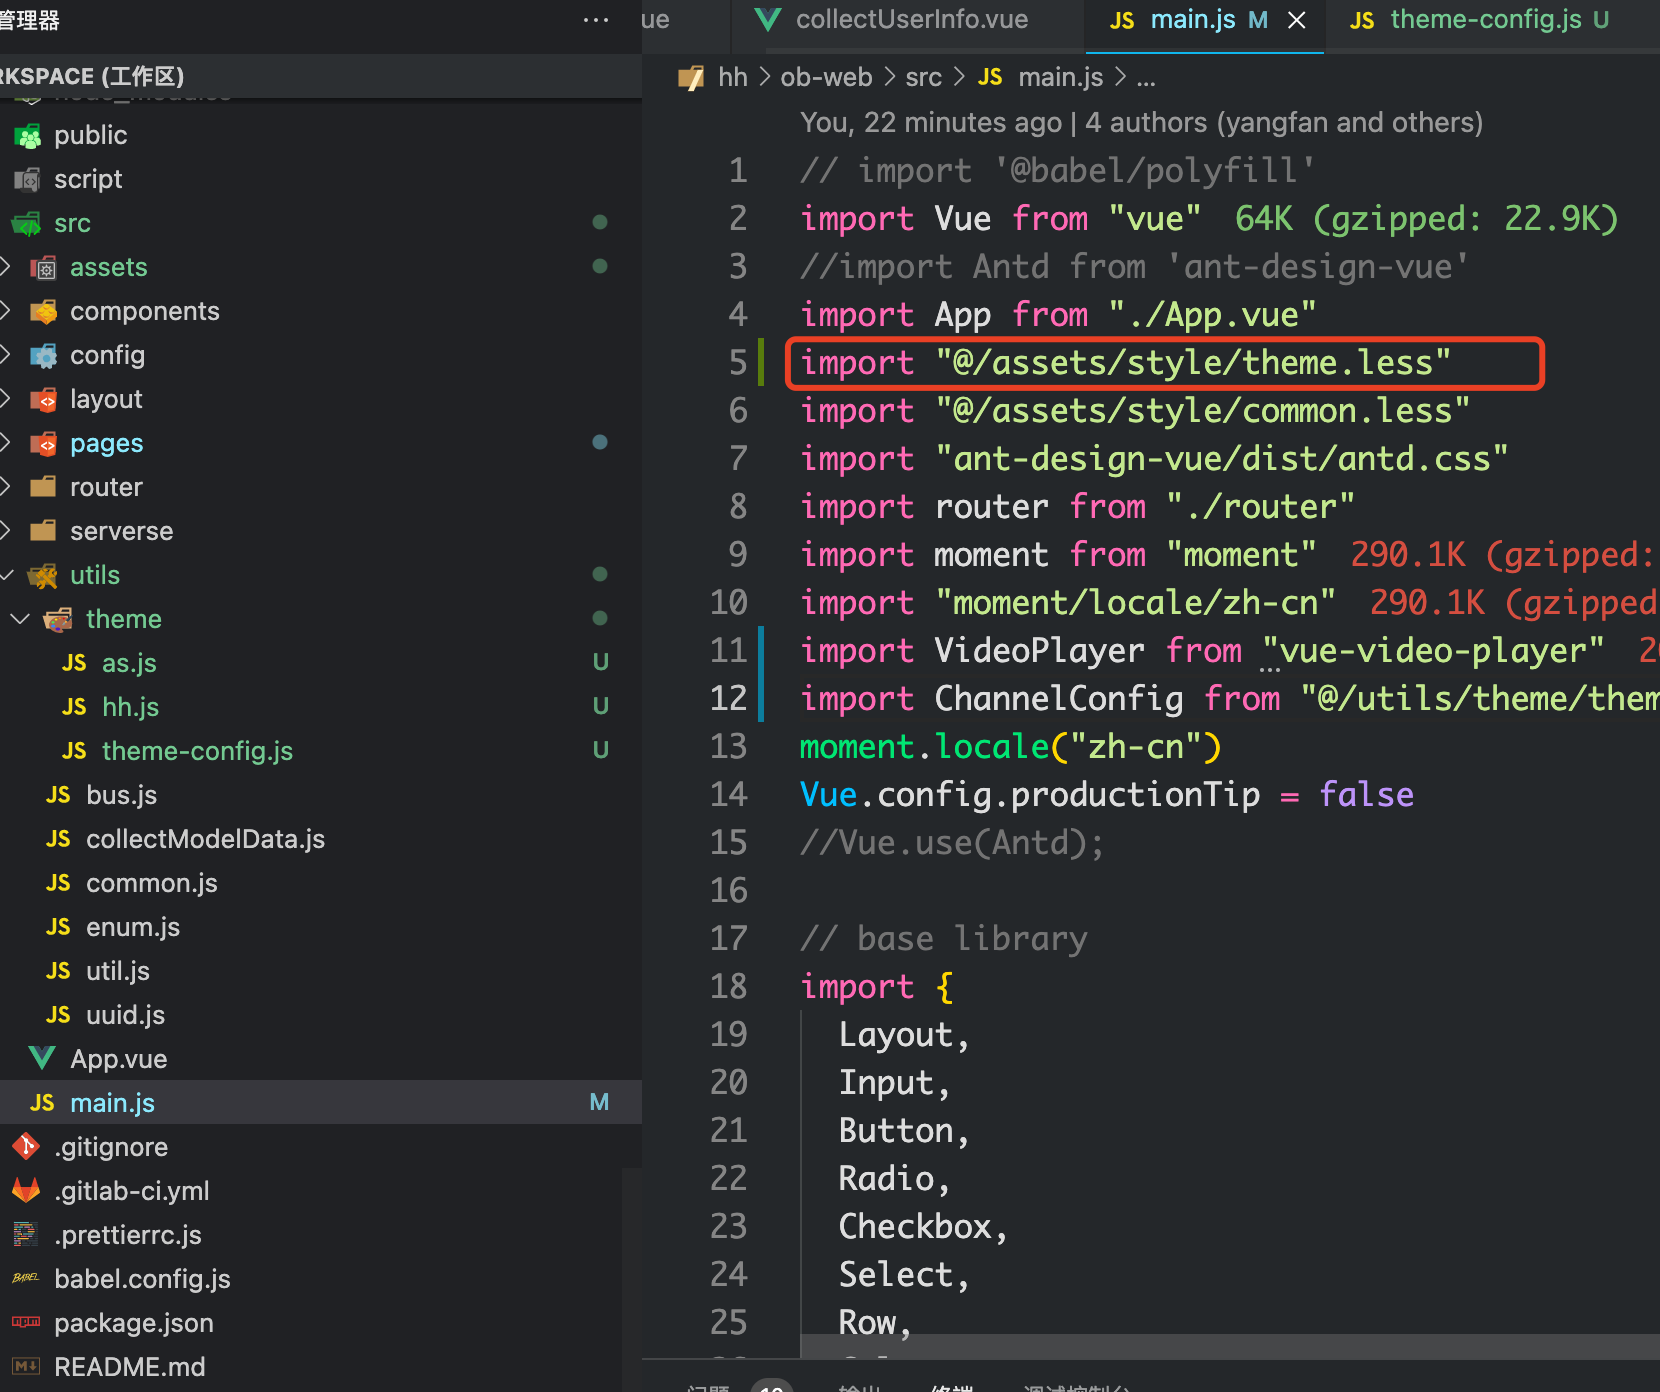 管理器
RKSPACE (工作区)
node_modules
public
script
src
assets
components
config
layout
pages
router
serverse
utils
theme
JS as.js U
JS hh.js U
JS theme-config.js U
JS bus.js
JS collectModelData.js
JS common.js
JS enum.js
JS util.js
JS uuid.js
App.vue
JS main.js M
.gitignore
.gitlab-ci.yml
.prettierrc.js
BABEL babel.config.js
package.json
README.md
ue collectUserInfo.vue JS main.js M JS theme-config.js U
hh > ob-web > src > JS main.js > ...
You, 22 minutes ago | 4 authors (yangfan and others)
1 // import '@babel/polyfill'
2 import Vue from "vue" 64K (gzipped: 22.9K)
3 //import Antd from 'ant-design-vue'
4 import App from "./App.vue"
5 import "@/assets/style/theme.less"
6 import "@/assets/style/common.less"
7 import "ant-design-vue/dist/antd.css"
8 import router from "./router"
9 import moment from "moment" 290.1K (gzipped:
10 import "moment/locale/zh-cn" 290.1K (gzipped
11 import VideoPlayer from "vue-video-player" 2
12 import ChannelConfig from "@/utils/theme/them
13 moment.locale("zh-cn")
14 Vue.config.productionTip = false
15 //Vue.use(Antd);
16
17 // base library
18 import {
19 Layout,
20 Input,
21 Button,
22 Radio,
23 Checkbox,
24 Select,
25 Row,
问题 输出 终端 调试控制台